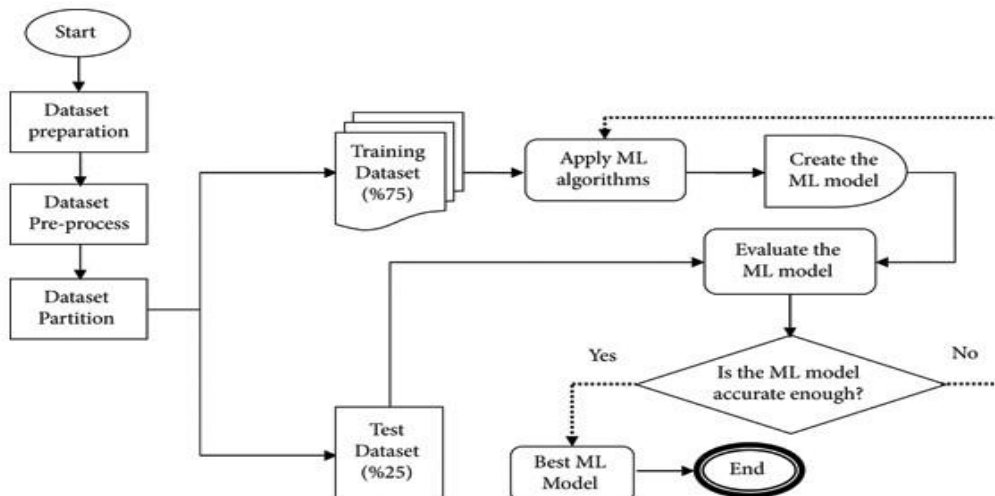 Start
Dataset
preparation
Dataset
Pre-process
Dataset
Partition
Training
Dataset
(%75)
Apply ML
algorithms
Create the
ML model
Evaluate the
ML model
Yes
No
Is the ML model
accurate enough?
Test
Dataset
(%25)
Best ML
Model
End